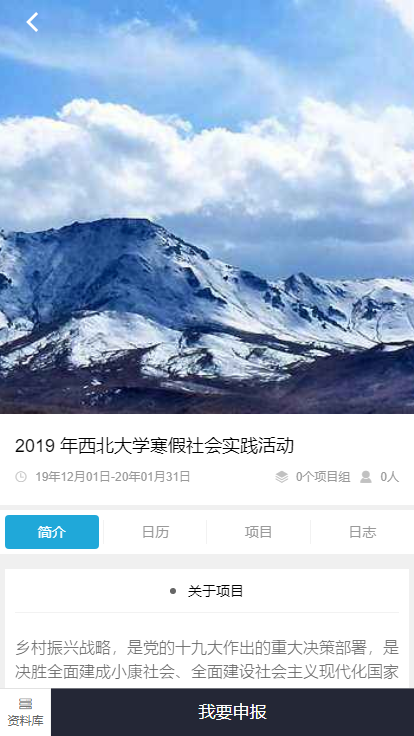 2019 年西北大学寒假社会实践活动
19年12月01日-20年01月31日 0个项目组 0人
简介 日历 项目 日志
关于项目
乡村振兴战略，是党的十九大作出的重大决策部署，是
决胜全面建成小康社会、全面建设社会主义现代化国家
资料库 我要申报